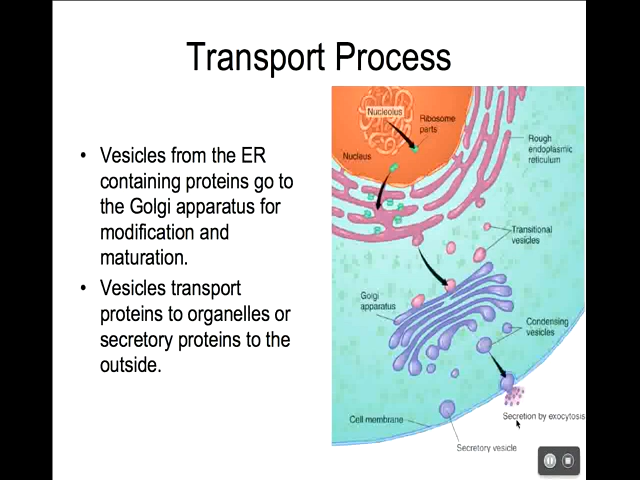 Transport Process
• Vesicles from the ER
containing proteins go to
the Golgi apparatus for
modification and
maturation.
• Vesicles transport
proteins to organelles or
secretory proteins to the
outside.
Nucleolus
Ribosome
parts
Nucleus
Rough
endoplasmic
reticulum
Transitional
vesicles
Golgi
apparatus
Condensing
vesicles
Secretion by exocytosis
Cell membrane
Secretory vesicle